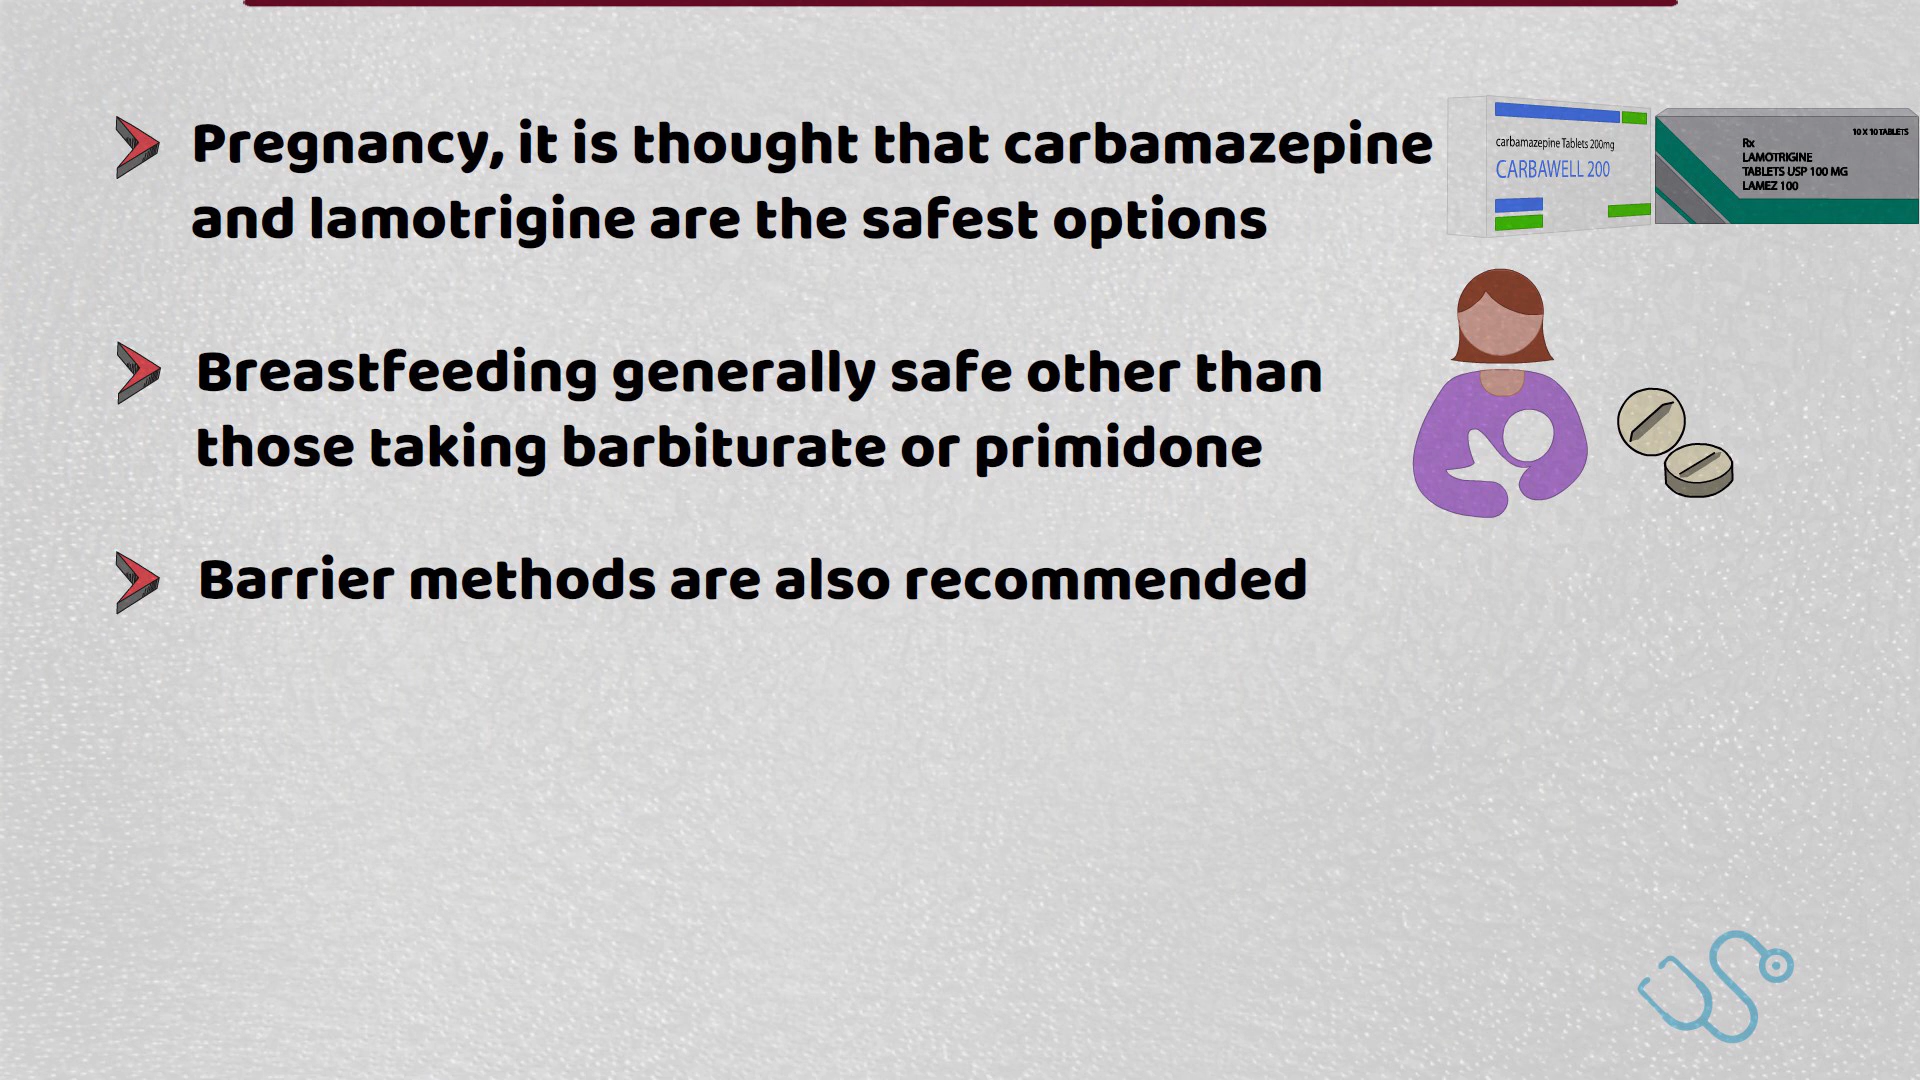 Pregnancy, it is thought that carbamazepine
and lamotrigine are the safest options
carbamazepine Tablets 200mg
CARBAWELL 200
10 X 10 TABLETS
Rx
LAMOTRIGINE
TABLETS USP 100 MG
LAMEZ 100
Breastfeeding generally safe other than
those taking barbiturate or primidone
Barrier methods are also recommended